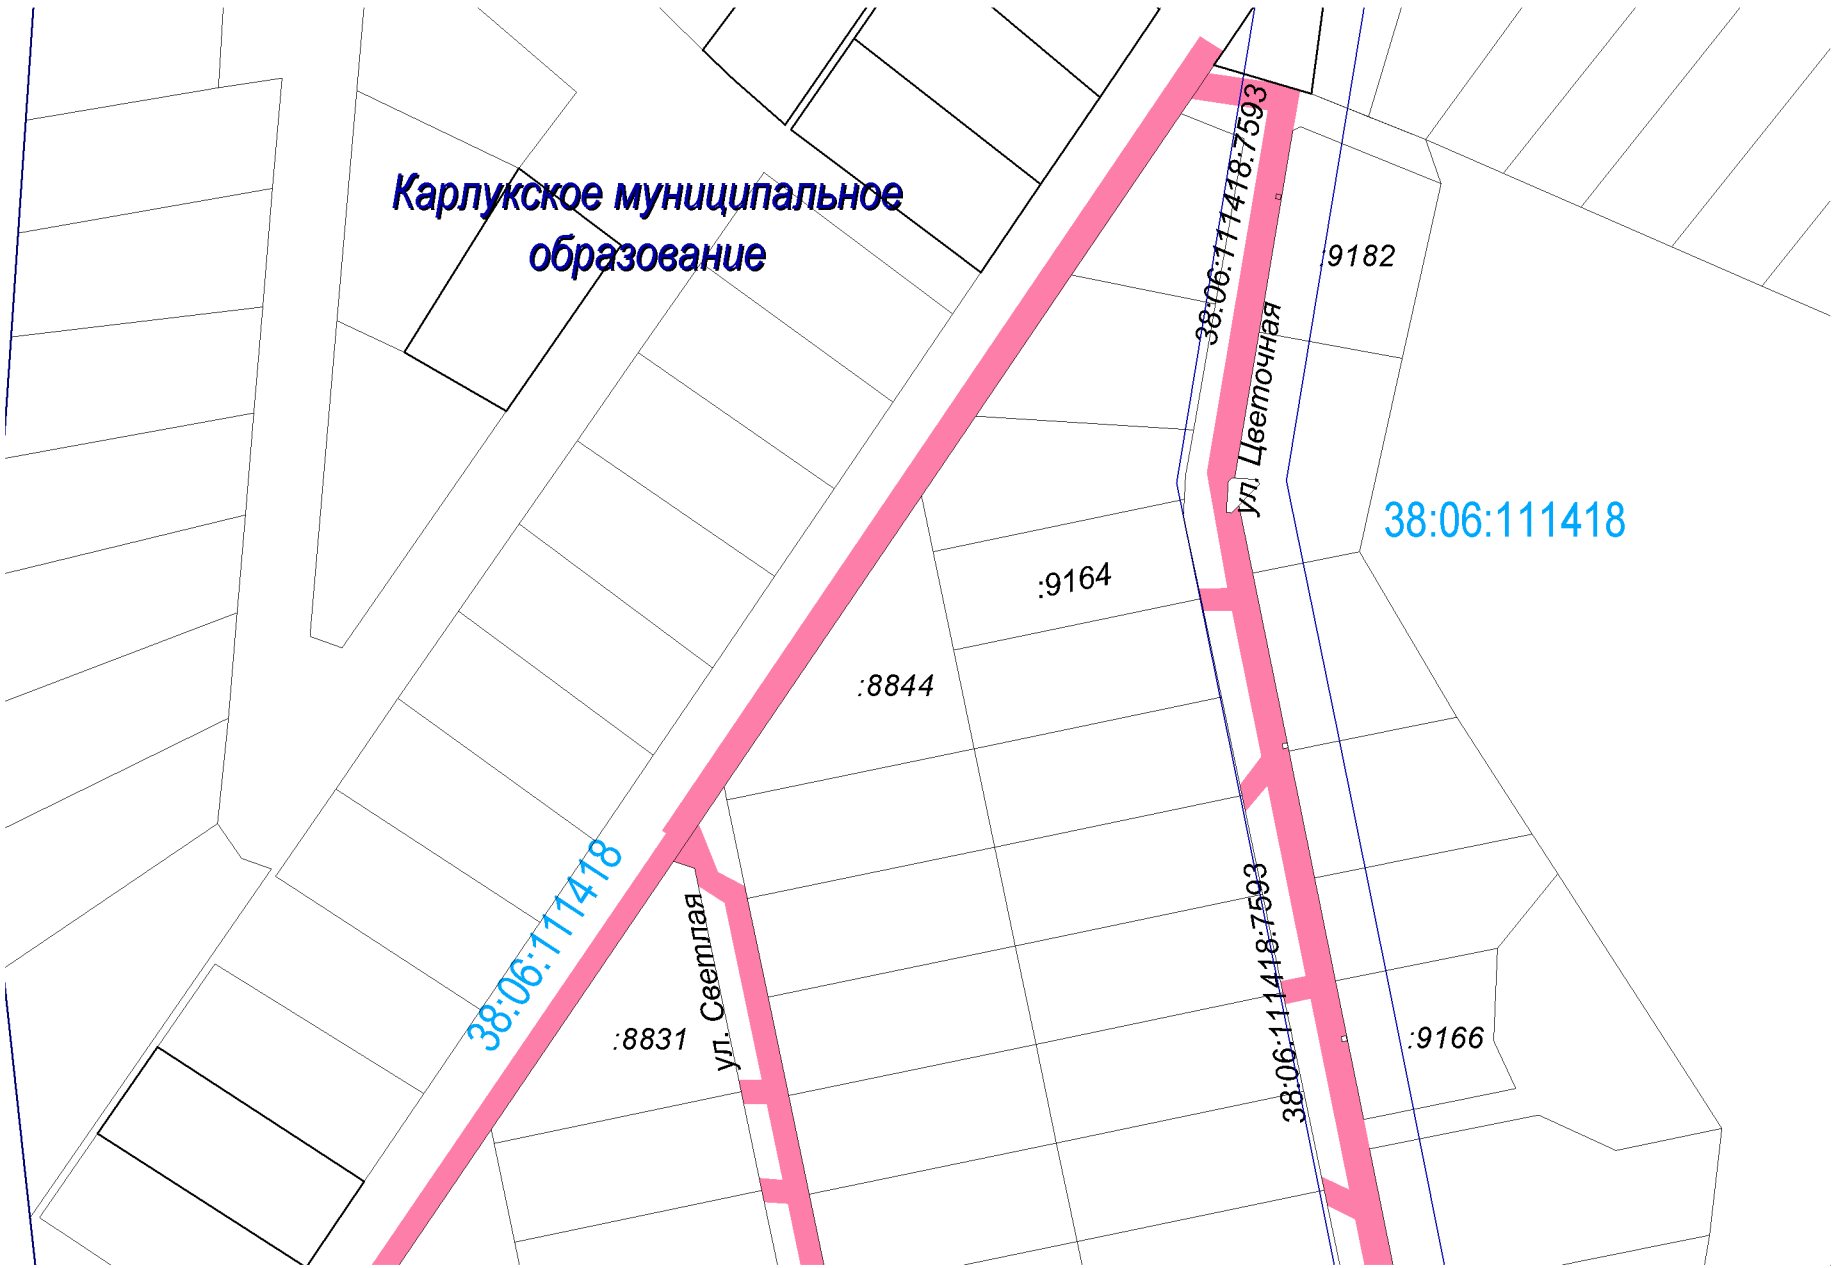 Карлукское муниципальное
образование
38:06:111418:7593
:9182
ул. Цветочная
38:06:111418
:9164
:8844
38:06:111418
38:06:111418:7593
ул. Светлая
:8831
:9166